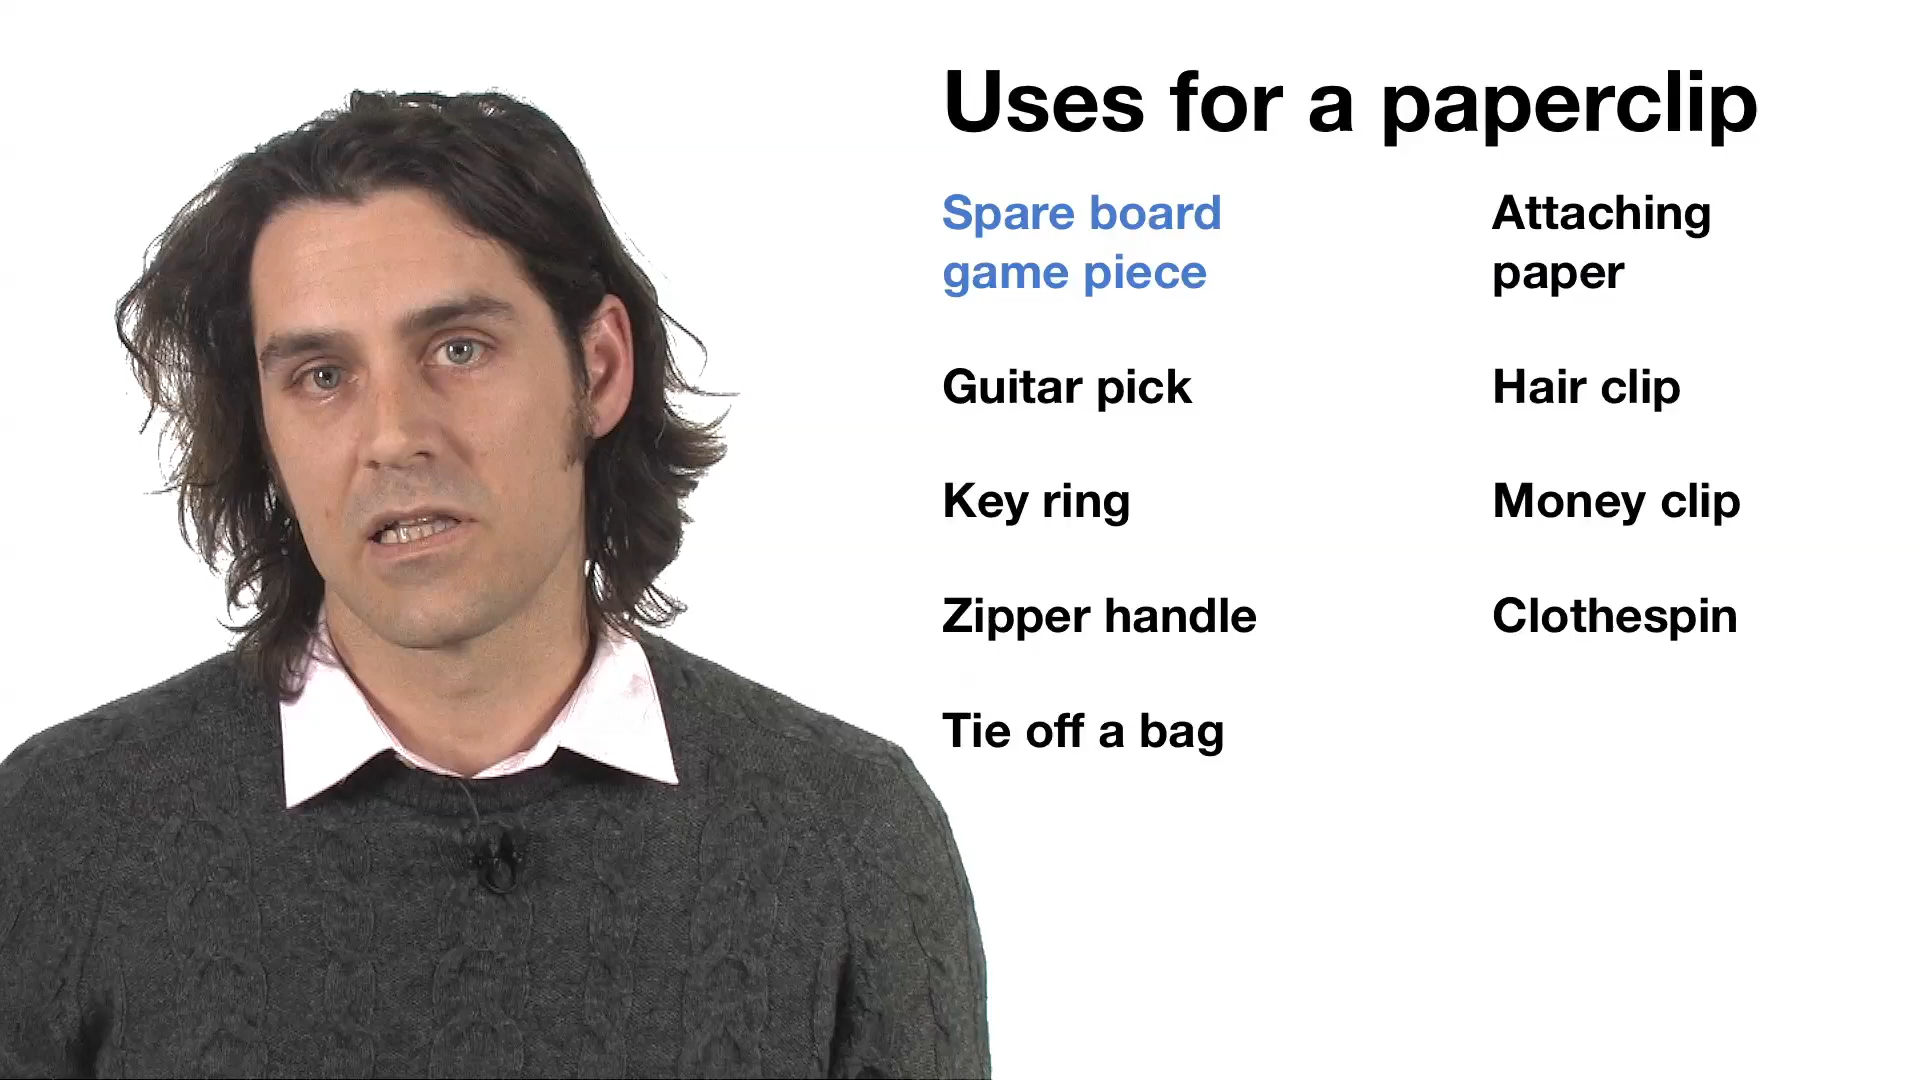 Uses for a paperclip
Spare board
game piece
Guitar pick
Key ring
Zipper handle
Tie off a bag
Attaching
paper
Hair clip
Money clip
Clothespin